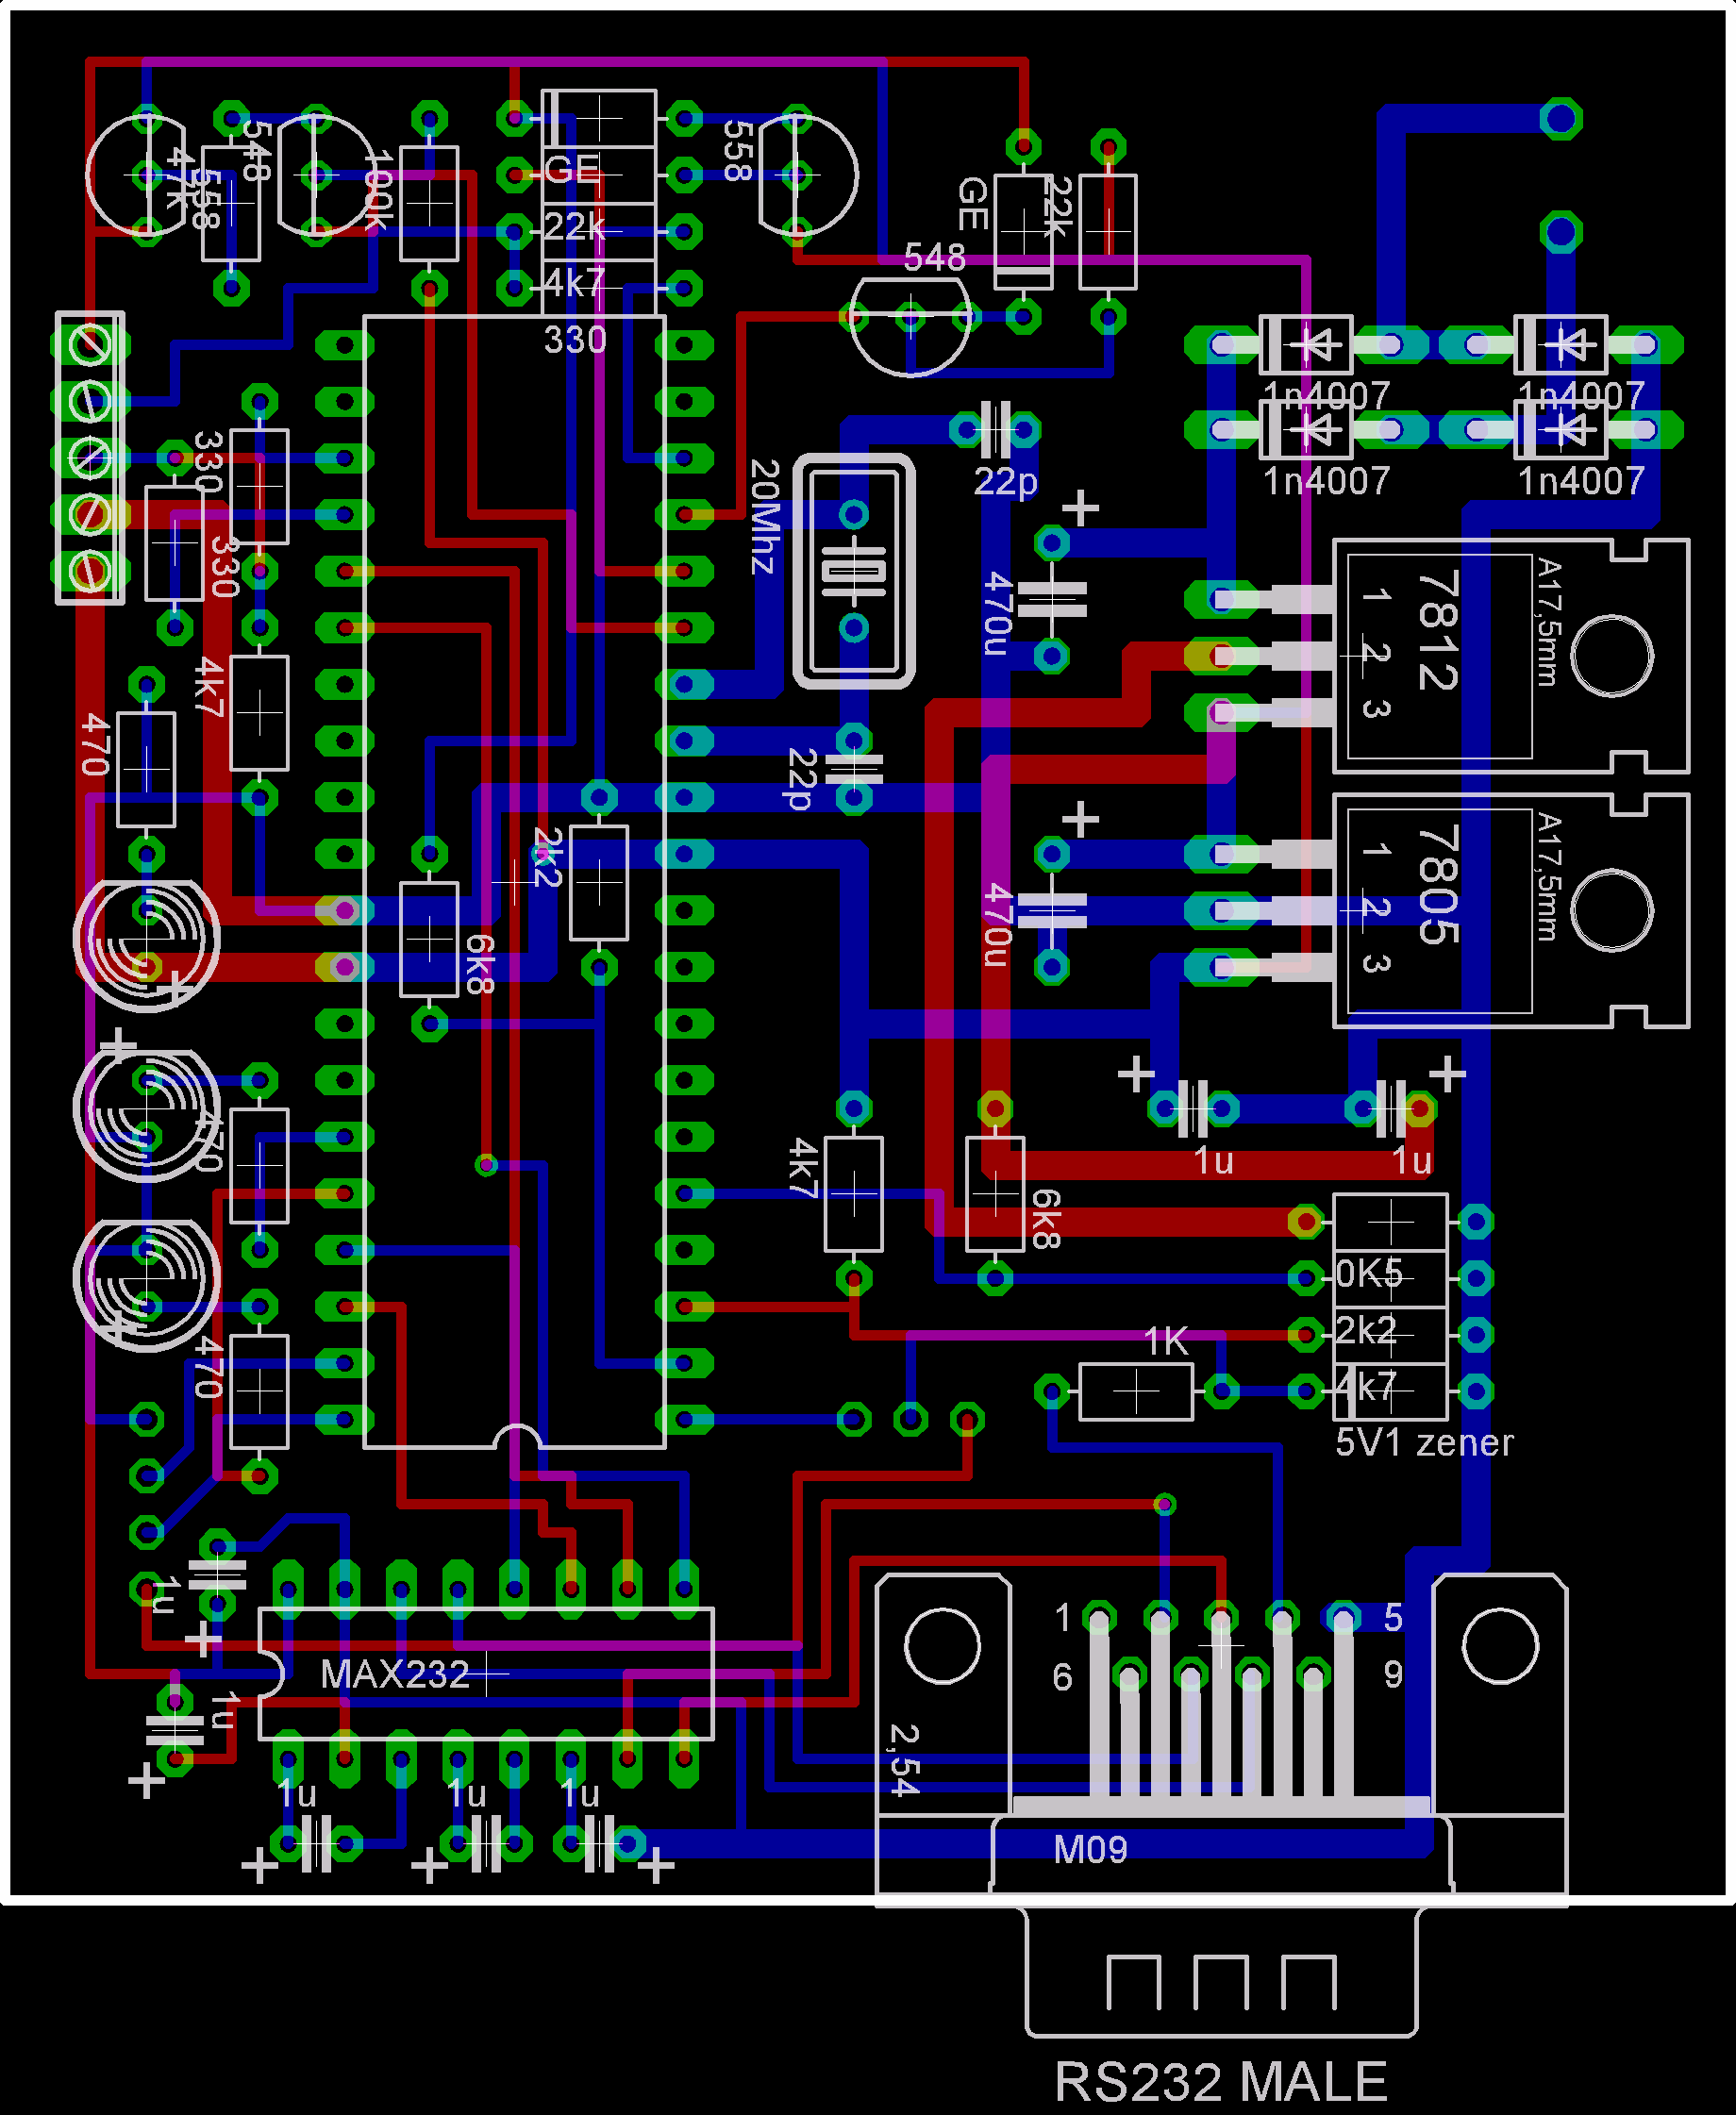 548
47k
558
100k
GE
22k
4k7
330
558
GE
22k
548
1n4007
1n4007
1n4007
1n4007
330
330
20Mhz
22p
470u
1
2
3
7812
A17,5mm
4k7
470
22p
2k2
6k8
470u
1
2
3
7805
A17,5mm
470
4k7
6k8
1u
1u
0K5
2k2
4k7
1K
5V1 zener
470
1u
MAX232
1u
1u
1u
1u
1
5
6
9
2,54
M09
RS232 MALE